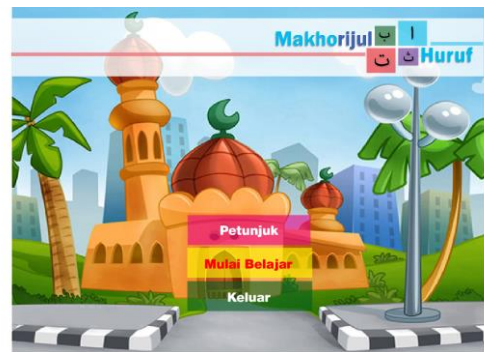 Makhorijul ب ا
ت ث Huruf
Petunjuk
Mulai Belajar
Keluar